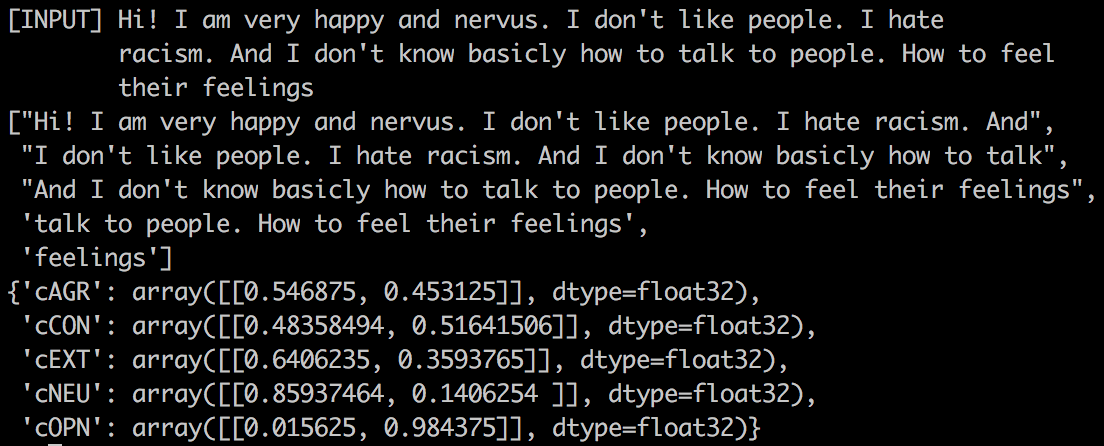 [INPUT] Hi! I am very happy and nervus. I don't like people. I hate
racism. And I don't know basicly how to talk to people. How to feel
their feelings
["Hi! I am very happy and nervus. I don't like people. I hate racism. And",
"I don't like people. I hate racism. And I don't know basicly how to talk",
"And I don't know basicly how to talk to people. How to feel their feelings",
'talk to people. How to feel their feelings',
'feelings']
{'cAGR': array([[0.546875, 0.453125]], dtype=float32),
'cCON': array([[0.48358494, 0.51641506]], dtype=float32),
'cEXT': array([[0.6406235, 0.3593765]], dtype=float32),
'cNEU': array([[0.85937464, 0.1406254 ]], dtype=float32),
'cOPN': array([[0.015625, 0.984375]], dtype=float32)}